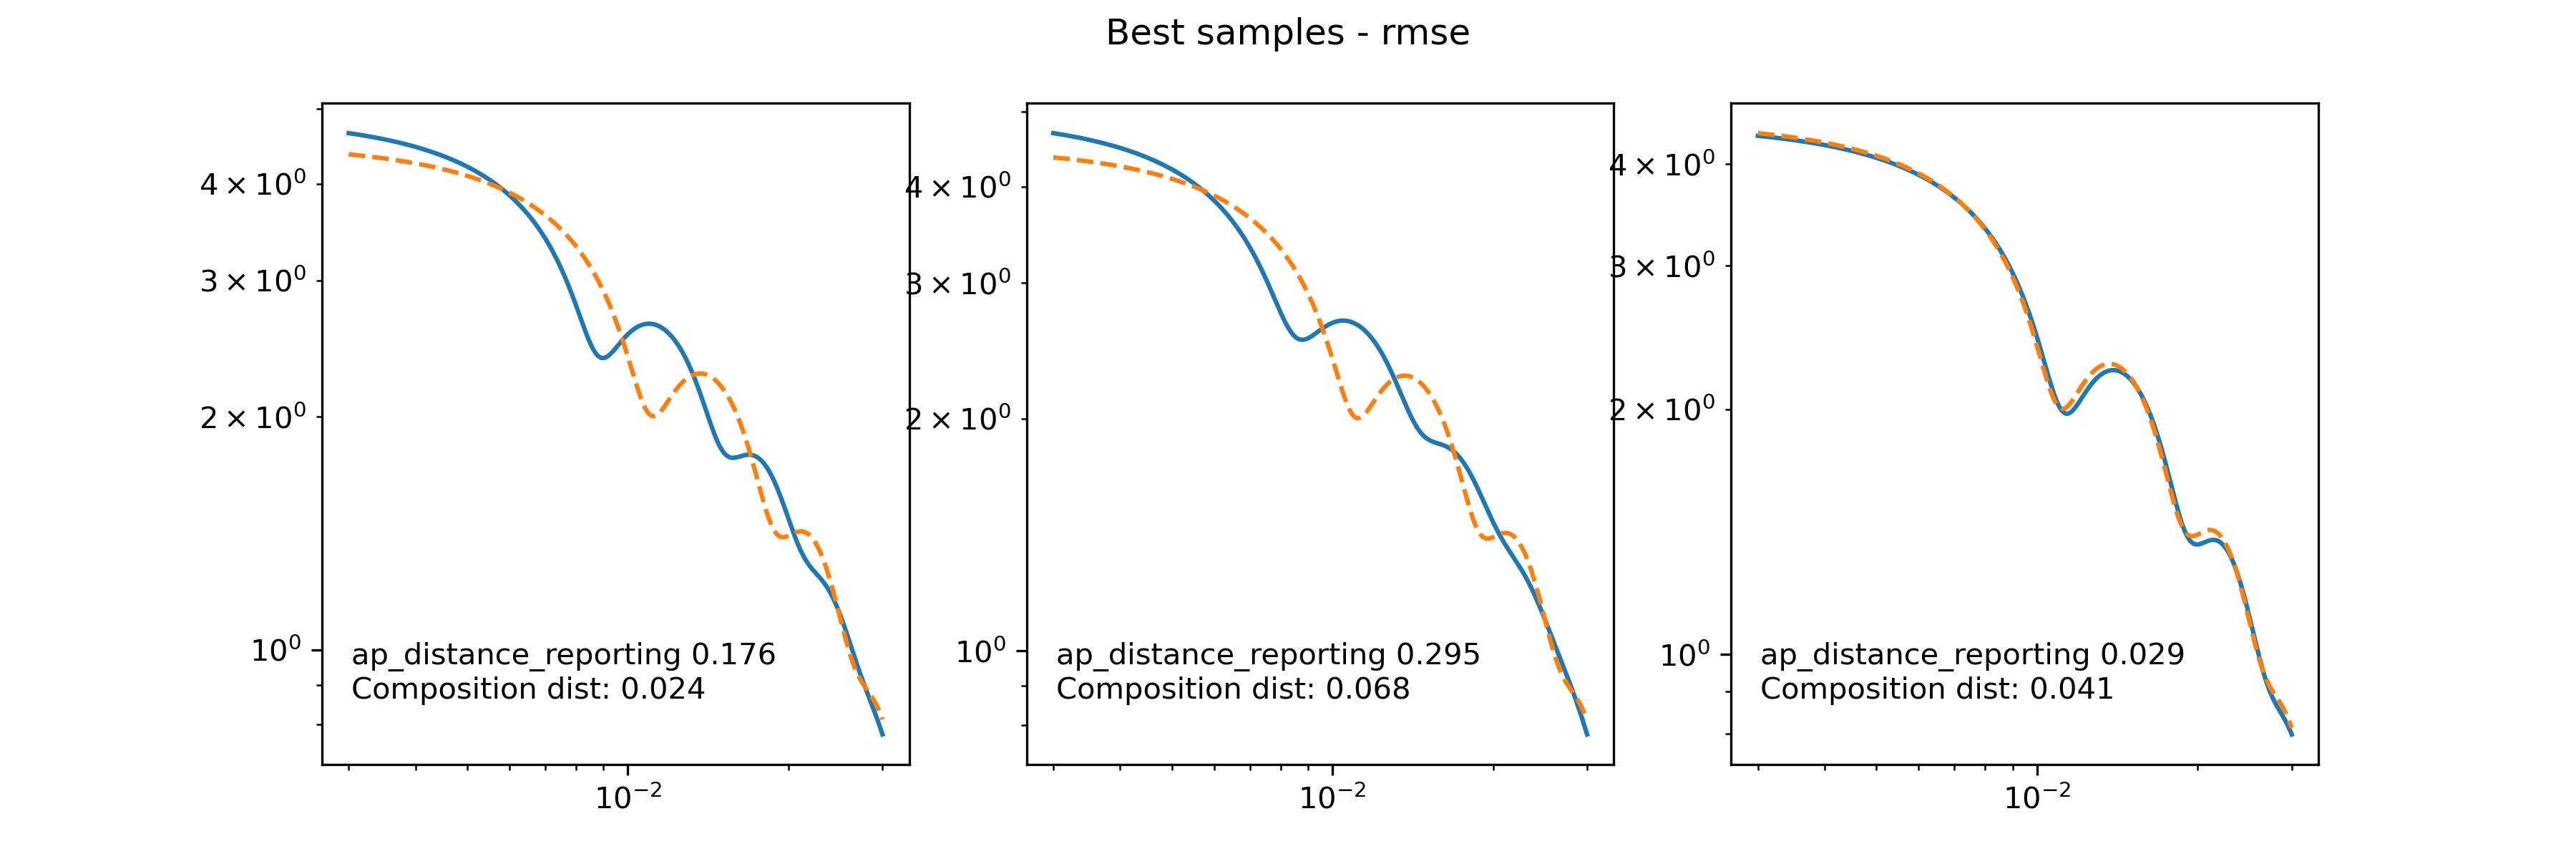 Best samples - rmse
4 × 10⁰
3 × 10⁰
2 × 10⁰
10⁰
ap_distance_reporting 0.176
Composition dist: 0.024
10⁻²
4 × 10⁰
3 × 10⁰
2 × 10⁰
10⁰
ap_distance_reporting 0.295
Composition dist: 0.068
10⁻²
4 × 10⁰
3 × 10⁰
2 × 10⁰
10⁰
ap_distance_reporting 0.029
Composition dist: 0.041
10⁻²